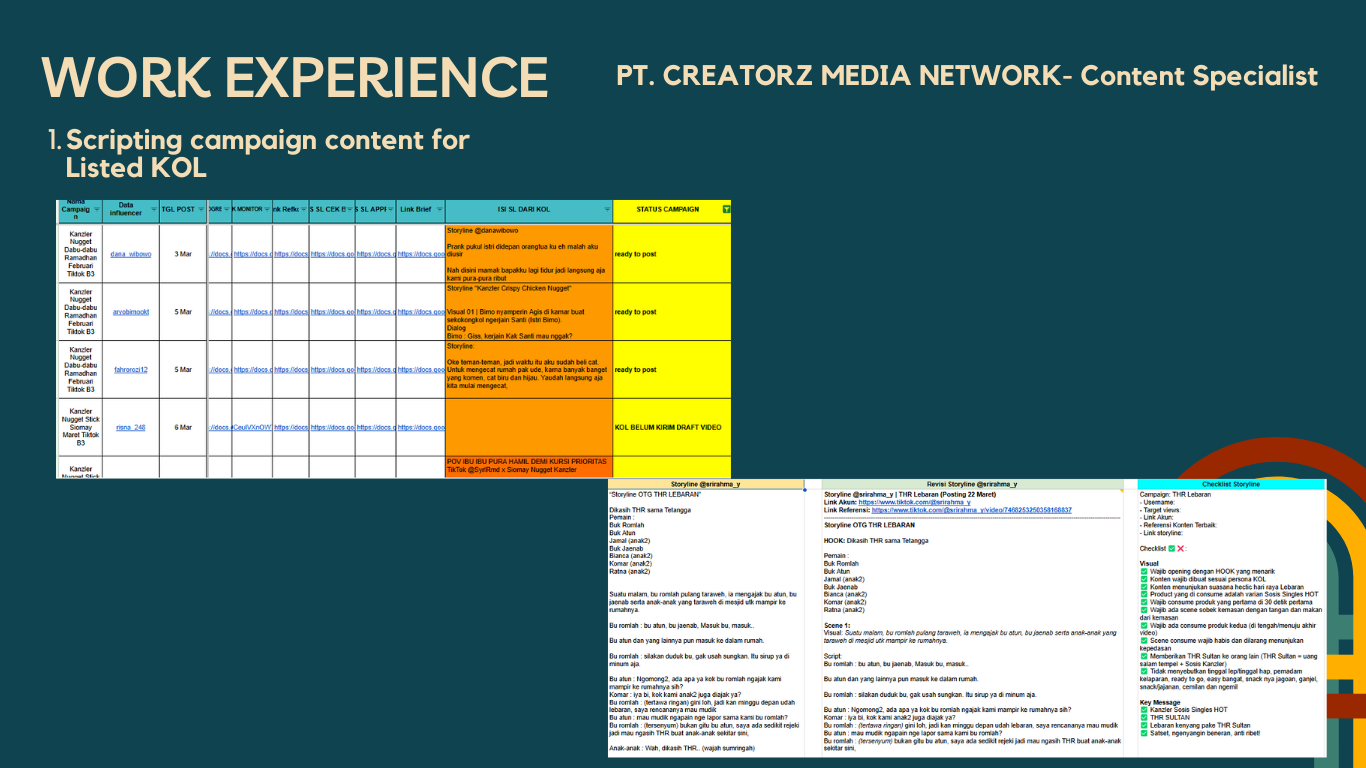 WORK EXPERIENCE
PT. CREATORZ MEDIA NETWORK- Content Specialist
1. Scripting campaign content for
Listed KOL
Nama
Campaig
n
Data
influencer
TGL POST
K MONITOR
S SL CEK E
S SL APPI
Link Brief
ISI SL DARI KOL
STATUS CAMPAIGN
Kanzler
Nugget
Dabu-dabu
Ramadhan
Februari
Tiktok B3
dana_wibowo
3 Mar
://docs.
https://docs.c
https://docs
https://docs.go
https://docs.g
https://docs.goo
Storyline @danawibowo
Prank pukul istri didepan orangtua ku eh malah aku
diusir
Nah disini mamak bapakku lagi tidur jadi langsung aja
kami pura-pura ribut
ready to post
Kanzler
Nugget
Dabu-dabu
Ramadhan
Februari
Tiktok B3
5 Mar
://docs.
https://docs.c
https://docs
https://docs.go
https://docs.g
https://docs.goo
Storyline "Kanzler Crispy Chicken Nugget"
Visual 01 | Bimo nyamperin Agis di kamar buat
sekokongkol ngerjain Santi (Istri Bimo).
Dialog
Bimo : Giss, kerjain Kak Santi mau nggak?
ready to post
Kanzler
Nugget
Dabu-dabu
Ramadhan
Februari
Tiktok B3
fahrorozi12
5 Mar
://docs.
https://docs.c
https://docs
https://docs.go
https://docs.g
https://docs.goo
Storyline:
Oke teman-teman, jadi waktu itu aku sudah beli cat.
Untuk mengecat rumah pak ude, karna banyak banget
yang komen, cat biru dan hijau. Yaudah langsung aja
kita mulai mengecat,
ready to post
Kanzler
Nugget Stick
Siomay
Maret Tiktok
B3
risna_248
6 Mar
://docs.
https://docs
https://docs.go
https://docs.g
https://docs.goo
KOL BELUM KIRIM DRAFT VIDEO
Kanzler
Nugget Stick
POV IBU IBU PURA HAMIL DEMI KURSI PRIORITAS
TikTok @SyrlRmd x Siomay Nugget Kanzler
Storyline @srirahma_y
"Storyline OTG THR LEBARAN"
Dikasih THR sama Telangga
Pemain :
Buk Romlah
Buk Atun
Jamal (anak2)
Buk Jaenab
Bianca (anak2)
Komar (anak2)
Ratna (anak2)
Suatu malam, bu romlah pulang taraweh, ia mengajak bu atun, bu
jaenab serta anak-anak yang taraweh di mesjid utk mampir ke
rumahnya.
Bu romlah : bu atun, bu jaenab, Masuk bu, masuk..
Bu atun dan yang lainnya pun masuk ke dalam rumah.
Bu romlah : silakan duduk bu, gak usah sungkan. Itu sirup ya di
minum aja.
Bu atun : Ngomong2, ada apa ya kok bu romlah ngajak kami
mampir ke rumahnya sih?
Komar : iya bi, kok kami anak2 juga diajak ya?
Bu romlah : (tertawa ringan) gini loh, jadi kan minggu depan udah
lebaran, saya rencananya mau mudik
Bu atun : mau mudik ngapain nge lapor sama kami bu romlah?
Bu romlah : (tersenyum) bukan gitu bu atun, saya ada sedikit rejeki
jadi mau ngasih THR buat anak-anak sekitar sini,
Anak-anak : Wah, dikasih THR.. (wajah sumringah)
Revisi Storyline @srirahma_y
Storyline @srirahma_y | THR Lebaran (Posting 22 Maret)
Link Akun: https://www.tiktok.com/@srirahma_y
Link Referensi: https://www.tiktok.com/@srirahma_y/video/7468253250358168837
Storyline OTG THR LEBARAN
HOOK: Dikasih THR sama Telangga
Pemain :
Buk Romlah
Buk Atun
Jamal (anak2)
Buk Jaenab
Bianca (anak2)
Komar (anak2)
Ratna (anak2)
Scene 1:
Visual: Suatu malam, bu romlah pulang taraweh, ia mengajak bu atun, bu jaenab serta anak-anak yang
taraweh di mesjid utk mampir ke rumahnya.
Script:
Bu romlah : bu atun, bu jaenab, Masuk bu, masuk..
Bu atun dan yang lainnya pun masuk ke dalam rumah.
Bu romlah : silakan duduk bu, gak usah sungkan. Itu sirup ya di minum aja.
Bu atun : Ngomong2, ada apa ya kok bu romlah ngajak kami mampir ke rumahnya sih?
Komar : iya bi, kok kami anak2 juga diajak ya?
Bu romlah : (tertawa ringan) gini loh, jadi kan minggu depan udah lebaran, saya rencananya mau mudik
Bu atun : mau mudik ngapain nge lapor sama kami bu romlah?
Bu romlah : (tersenyum) bukan gitu bu atun, saya ada sedikit rejeki jadi mau ngasih THR buat anak-anak
sekitar sini,
Checklist Storyline
Campaign: THR Lebaran
- Username:
- Target views:
- Link Akun:
- Referensi Konten Terbaik:
- Link storyline:
Checklist ✅ ❌ :
Visual
✅ Wajib opening dengan HOOK yang menarik
✅ Konten wajib dibuat sesuai persona KOL
✅ Konten menunjukan suasana hectic hari raya Lebaran
✅ Product yang di consume adalah varian Sosis Singles HOT
✅ Wajib consume produk yang pertama di 30 detik pertama
✅ Wajib ada scene sobek kemasan dengan tangan dan makan
dari kemasan
✅ Wajib ada consume produk kedua (di tengah/menuju akhir
video)
✅ Scene consume wajib habis dan dilarang menunjukan
kepedasan
✅ Memberikan THR Sultan ke orang lain (THR Sultan = uang
salam tempel + Sosis Kanzler)
✅ Tidak menyebutkan tinggal lep/tinggal hap, pemadam
kelaparan, ready to go, easy bangat, snack nya jagoan, ganjel,
snack/jajanan, cemilan dan ngemil
Key Message
✅ Kanzler Sosis Singles HOT
✅ THR SULTAN
✅ Lebaran kenyang pake THR Sultan
✅ Satset, ngenyangin beneran, anti ribet!